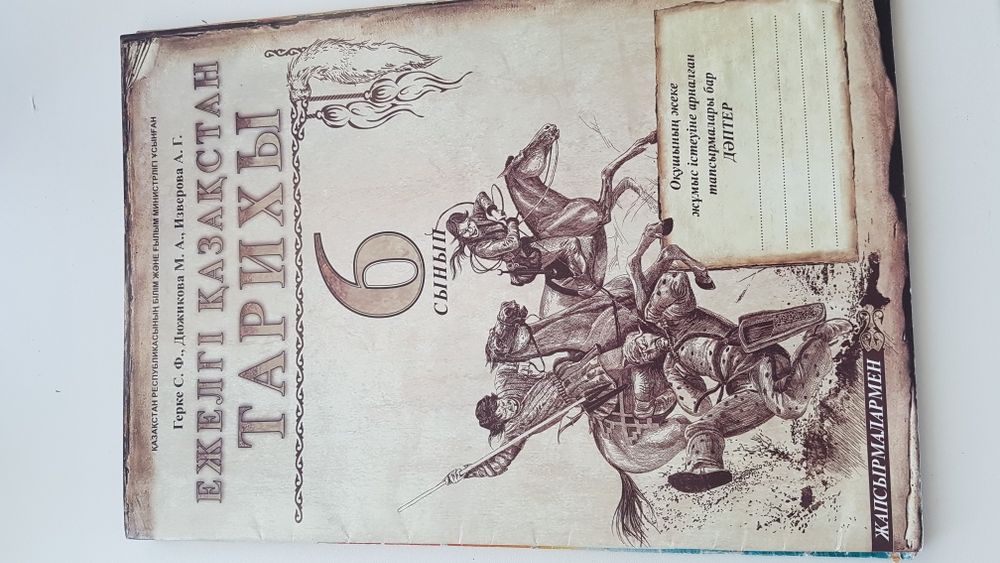 ҚАЗАҚСТАН РЕСПУБЛИКАСЫНЫҢ БІЛІМ ЖӘНЕ ҒЫЛЫМ МИНИСТРЛІГІ ҰСЫНҒАН
Герке С. Ф., Дюжикова М. А., Изверова А. Г.
ЕЖЕЛГІ ҚАЗАҚСТАН
ТАРИХЫ
6
СЫНЫП
Оқушының жеке
жұмыс істеуіне арналған
тапсырмалары бар
ДӘПТЕР
ЖАПСЫРМАЛАРМЕН